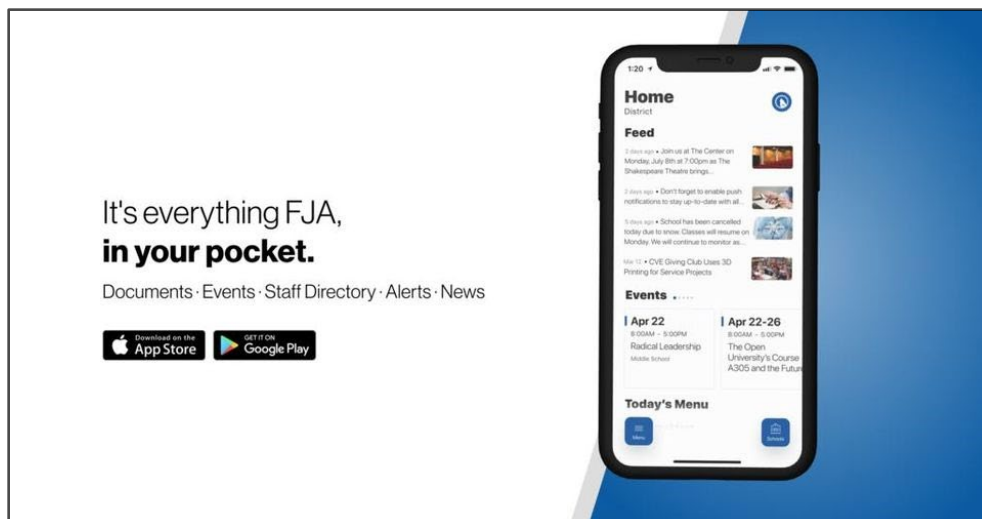 It's everything FJA,
in your pocket.
Documents · Events · Staff Directory · Alerts · News
Download on the
App Store
GET IT ON
Google Play
1:20
Home
District
Feed
2 days ago • Join us at The Center on
Monday, July 8th at 7:00pm as The
Shakespeare Theatre brings...
2 days ago • Don't forget to enable push
notifications to stay up-to-date with all...
5 days ago • School has been cancelled
today due to snow. Classes will resume on
Monday. We will continue to monitor as...
Mar 12 • CVE Giving Club Uses 3D
Printing for Service Projects
Events
Apr 22
8:00AM - 5:00PM
Radical Leadership
Middle School
Apr 22-26
8:00AM - 5:00PM
The Open
University's Course
A305 and the Future
Today's Menu
Menu
Schools